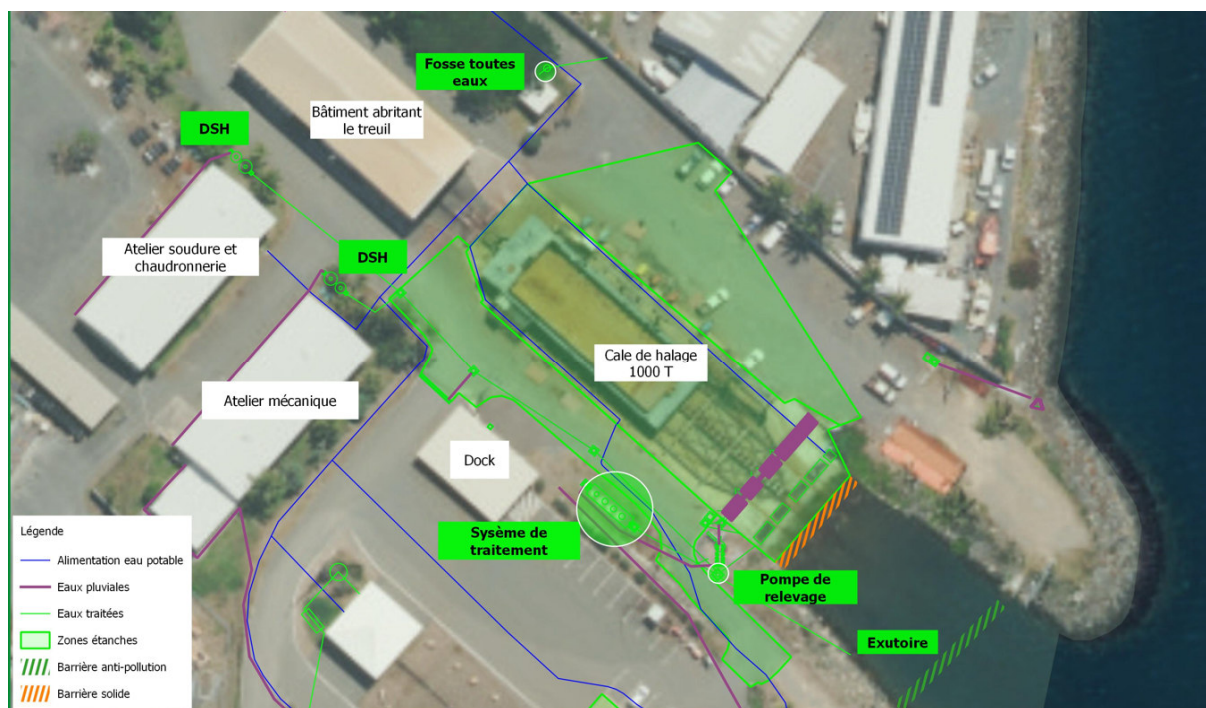 Fosse toutes
eaux
YAM
DSH
Bâtiment abritant
le treuil
Atelier soudure et
chaudronnerie
DSH
Cale de halage
1000 T
Atelier mécanique
Dock
Sysème de
traitement
Pompe de
relevage
Exutoire
Légende
Alimentation eau potable
Eaux pluviales
Eaux traitées
Zones étanches
Barrière anti-pollution
Barrière solide